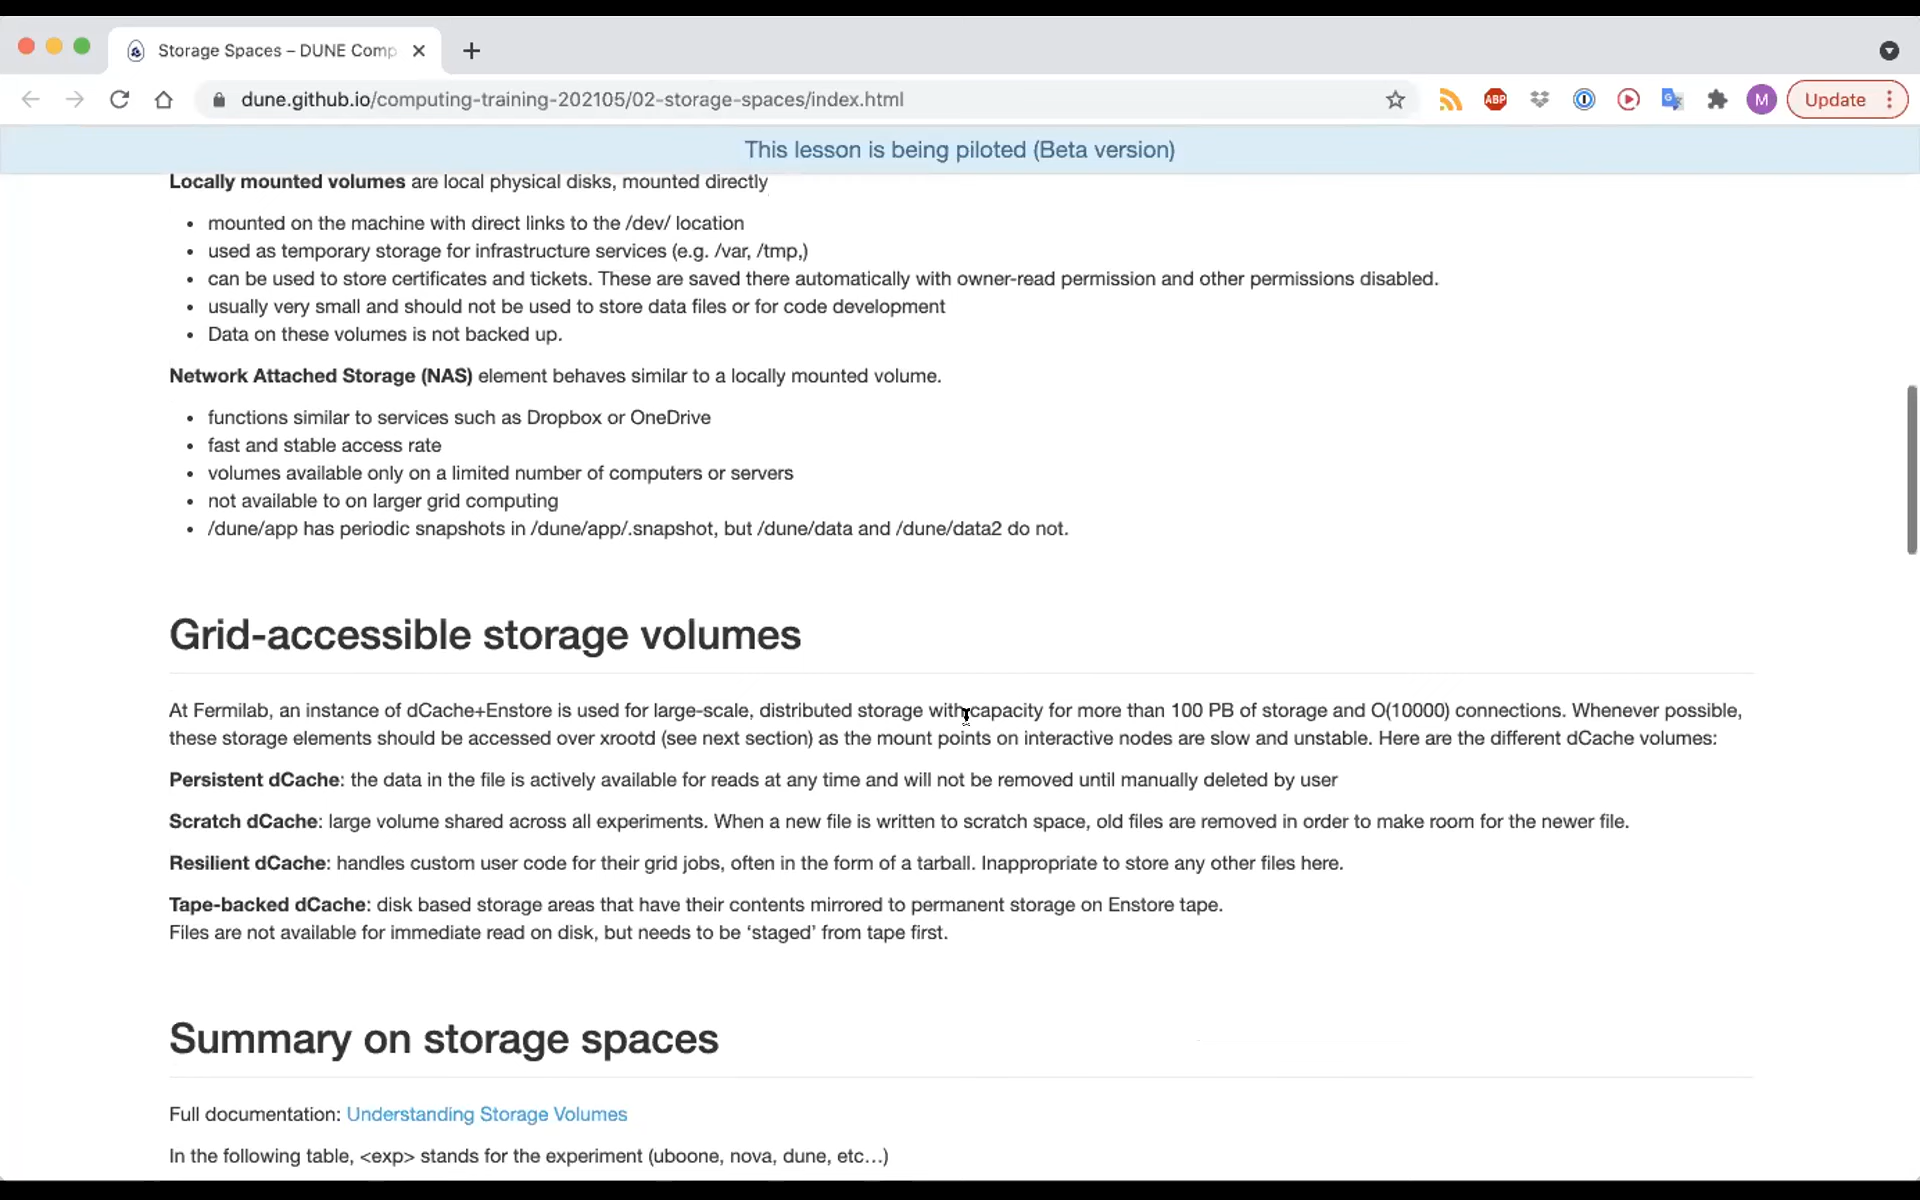 Storage Spaces – DUNE Comp
dune.github.io/computing-training-202105/02-storage-spaces/index.html
ABP
M
Update
This lesson is being piloted (Beta version)
Locally mounted volumes are local physical disks, mounted directly
mounted on the machine with direct links to the /dev/ location
used as temporary storage for infrastructure services (e.g. /var, /tmp,)
can be used to store certificates and tickets. These are saved there automatically with owner-read permission and other permissions disabled.
usually very small and should not be used to store data files or for code development
Data on these volumes is not backed up.
Network Attached Storage (NAS) element behaves similar to a locally mounted volume.
functions similar to services such as Dropbox or OneDrive
fast and stable access rate
volumes available only on a limited number of computers or servers
not available to on larger grid computing
/dune/app has periodic snapshots in /dune/app/.snapshot, but /dune/data and /dune/data2 do not.
Grid-accessible storage volumes
At Fermilab, an instance of dCache+Enstore is used for large-scale, distributed storage with capacity for more than 100 PB of storage and O(10000) connections. Whenever possible,
these storage elements should be accessed over xrootd (see next section) as the mount points on interactive nodes are slow and unstable. Here are the different dCache volumes:
Persistent dCache: the data in the file is actively available for reads at any time and will not be removed until manually deleted by user
Scratch dCache: large volume shared across all experiments. When a new file is written to scratch space, old files are removed in order to make room for the newer file.
Resilient dCache: handles custom user code for their grid jobs, often in the form of a tarball. Inappropriate to store any other files here.
Tape-backed dCache: disk based storage areas that have their contents mirrored to permanent storage on Enstore tape.
Files are not available for immediate read on disk, but needs to be ‘staged’ from tape first.
Summary on storage spaces
Full documentation: Understanding Storage Volumes
In the following table, <exp> stands for the experiment (uboone, nova, dune, etc…)